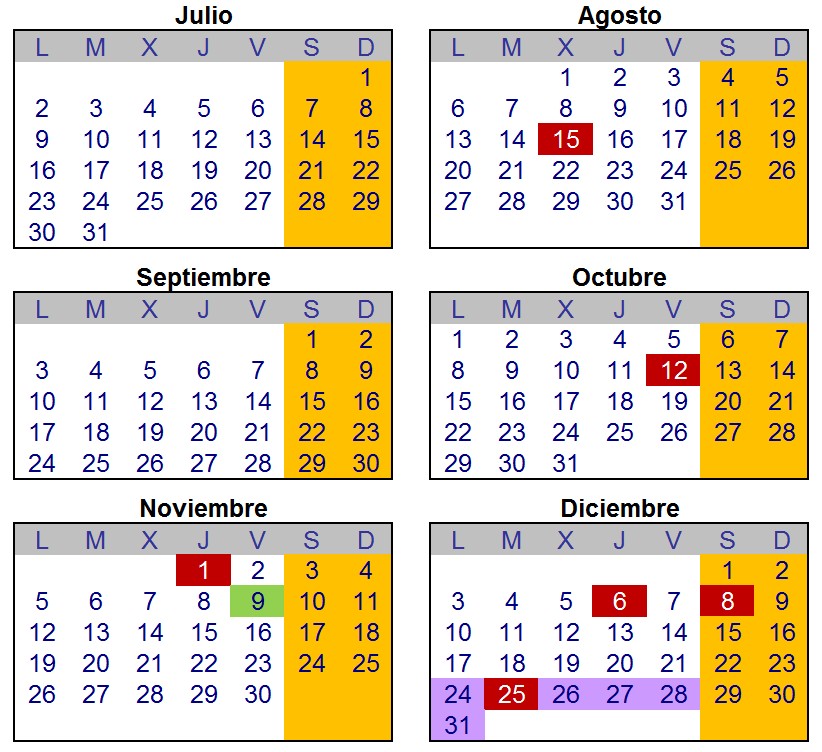 Julio
L M X J V S D
1
2 3 4 5 6 7 8
9 10 11 12 13 14 15
16 17 18 19 20 21 22
23 24 25 26 27 28 29
30 31
Agosto
L M X J V S D
1 2 3 4 5
6 7 8 9 10 11 12
13 14 15 16 17 18 19
20 21 22 23 24 25 26
27 28 29 30 31
Septiembre
L M X J V S D
1 2
3 4 5 6 7 8 9
10 11 12 13 14 15 16
17 18 19 20 21 22 23
24 25 26 27 28 29 30
Octubre
L M X J V S D
1 2 3 4 5 6 7
8 9 10 11 12 13 14
15 16 17 18 19 20 21
22 23 24 25 26 27 28
29 30 31
Noviembre
L M X J V S D
1 2 3 4
5 6 7 8 9 10 11
12 13 14 15 16 17 18
19 20 21 22 23 24 25
26 27 28 29 30
Diciembre
L M X J V S D
1 2
3 4 5 6 7 8 9
10 11 12 13 14 15 16
17 18 19 20 21 22 23
24 25 26 27 28 29 30
31